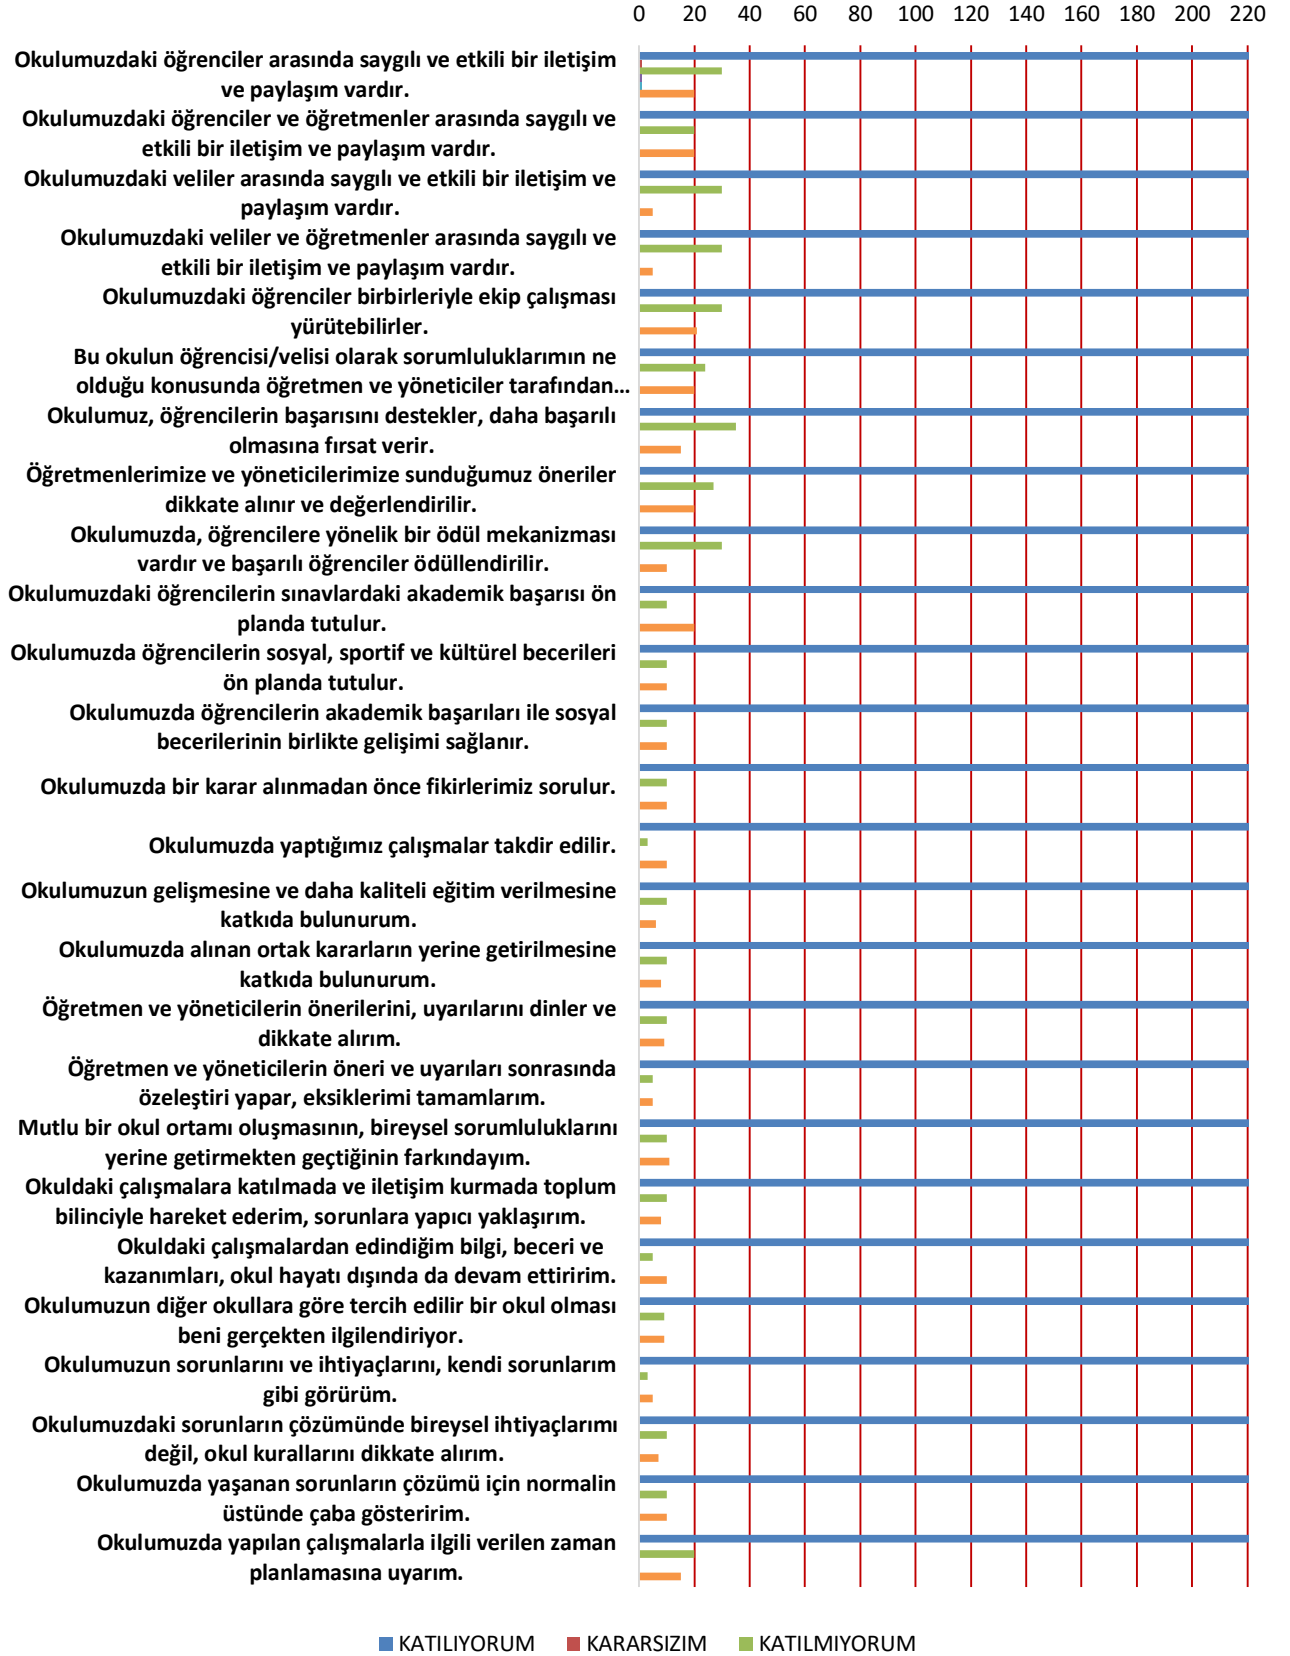 0 20 40 60 80 100 120 140 160 180 200 220
Okulumuzdaki öğrenciler arasında saygılı ve etkili bir iletişim
ve paylaşım vardır.
Okulumuzdaki öğrenciler ve öğretmenler arasında saygılı ve
etkili bir iletişim ve paylaşım vardır.
Okulumuzdaki veliler arasında saygılı ve etkili bir iletişim ve
paylaşım vardır.
Okulumuzdaki veliler ve öğretmenler arasında saygılı ve
etkili bir iletişim ve paylaşım vardır.
Okulumuzdaki öğrenciler birbirleriyle ekip çalışması
yürütebilirler.
Bu okulun öğrencisi/velisi olarak sorumluluklarımın ne
olduğu konusunda öğretmen ve yöneticiler tarafından…
Okulumuz, öğrencilerin başarısını destekler, daha başarılı
olmasına fırsat verir.
Öğretmenlerimize ve yöneticilerimize sunduğumuz öneriler
dikkate alınır ve değerlendirilir.
Okulumuzda, öğrencilere yönelik bir ödül mekanizması
vardır ve başarılı öğrenciler ödüllendirilir.
Okulumuzdaki öğrencilerin sınavlardaki akademik başarısı ön
planda tutulur.
Okulumuzda öğrencilerin sosyal, sportif ve kültürel becerileri
ön planda tutulur.
Okulumuzda öğrencilerin akademik başarıları ile sosyal
becerilerinin birlikte gelişimi sağlanır.
Okulumuzda bir karar alınmadan önce fikirlerimiz sorulur.
Okulumuzda yaptığımız çalışmalar takdir edilir.
Okulumuzun gelişmesine ve daha kaliteli eğitim verilmesine
katkıda bulunurum.
Okulumuzda alınan ortak kararların yerine getirilmesine
katkıda bulunurum.
Öğretmen ve yöneticilerin önerilerini, uyarılarını dinler ve
dikkate alırım.
Öğretmen ve yöneticilerin öneri ve uyarıları sonrasında
özeleştiri yapar, eksiklerimi tamamlarım.
Mutlu bir okul ortamı oluşmasının, bireysel sorumluluklarını
yerine getirmekten geçtiğinin farkındayım.
Okuldaki çalışmalara katılmada ve iletişim kurmada toplum
bilinciyle hareket ederim, sorunlara yapıcı yaklaşırım.
Okuldaki çalışmalardan edindiğim bilgi, beceri ve
kazanımları, okul hayatı dışında da devam ettiririm.
Okulumuzun diğer okullara göre tercih edilir bir okul olması
beni gerçekten ilgilendiriyor.
Okulumuzun sorunlarını ve ihtiyaçlarını, kendi sorunlarım
gibi görürüm.
Okulumuzdaki sorunların çözümünde bireysel ihtiyaçlarımı
değil, okul kurallarını dikkate alırım.
Okulumuzda yaşanan sorunların çözümü için normalin
üstünde çaba gösteririm.
Okulumuzda yapılan çalışmalarla ilgili verilen zaman
planlamasına uyarım.
KATILIYORUM KARARSIZIM KATILMIYORUM